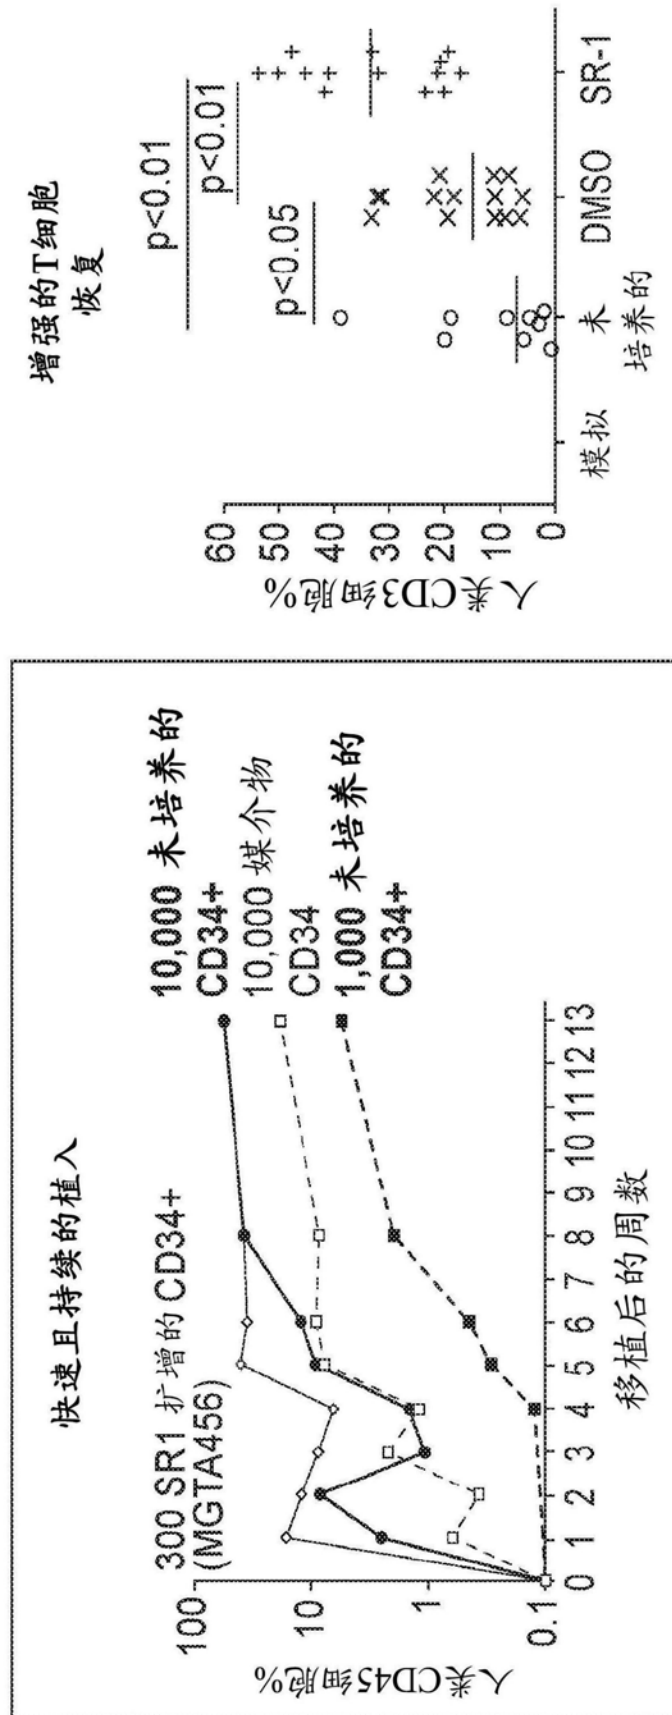 快速且持续的植入
300 SR1 扩增的 CD34+
(MGTA456)
10,000 未培养的
CD34+
10,000 媒介物
CD34
1,000 未培养的
CD34+
人类CD45细胞%
100
10
1
0.1
0 1 2 3 4 5 6 7 8 9 10 11 12 13
移植后的周数
增强的T细胞
恢复
p<0.01
p<0.01
p<0.05
人类CD3细胞%
60
50
40
30
20
10
0
模拟 未 DMSO SR-1
培养的